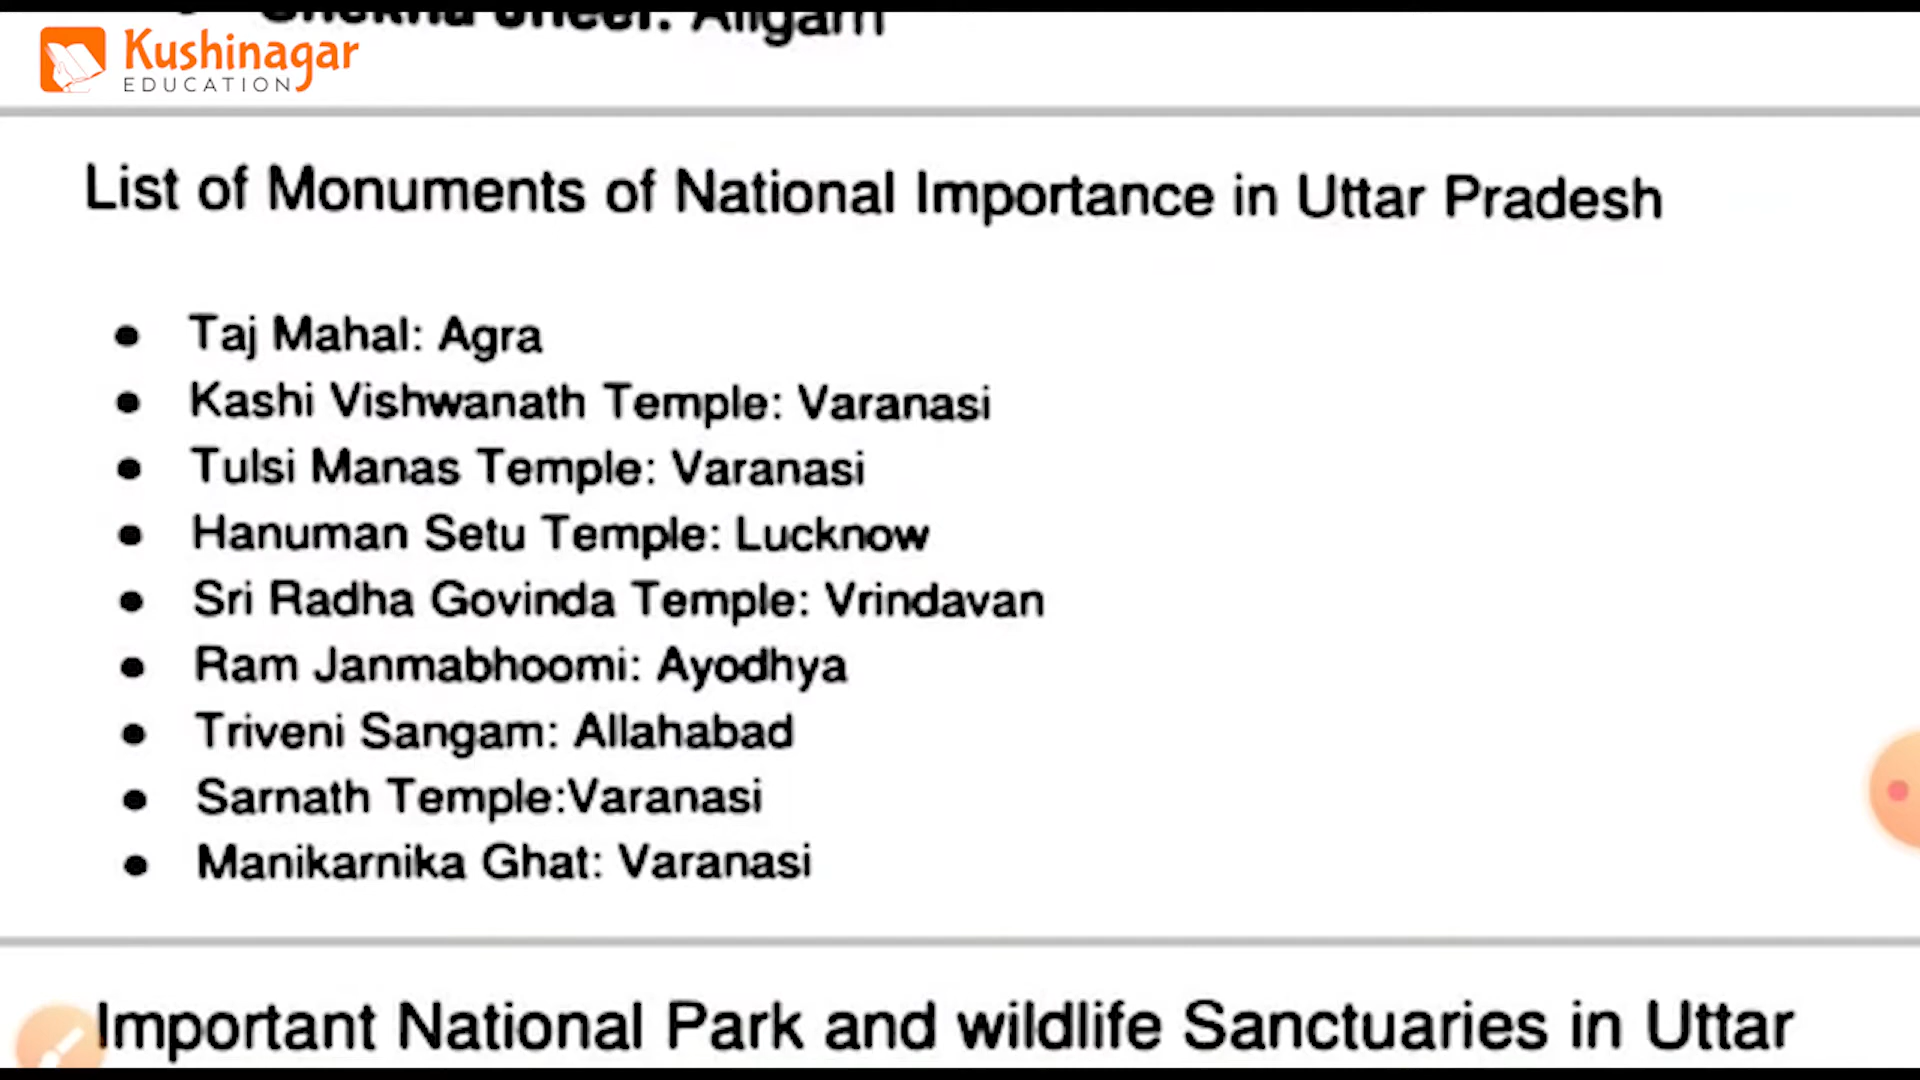 Aligarh
Kushinagar
EDUCATION
List of Monuments of National Importance in Uttar Pradesh
● Taj Mahal: Agra
● Kashi Vishwanath Temple: Varanasi
● Tulsi Manas Temple: Varanasi
● Hanuman Setu Temple: Lucknow
● Sri Radha Govinda Temple: Vrindavan
● Ram Janmabhoomi: Ayodhya
● Triveni Sangam: Allahabad
● Sarnath Temple:Varanasi
● Manikarnika Ghat: Varanasi
Important National Park and wildlife Sanctuaries in Uttar